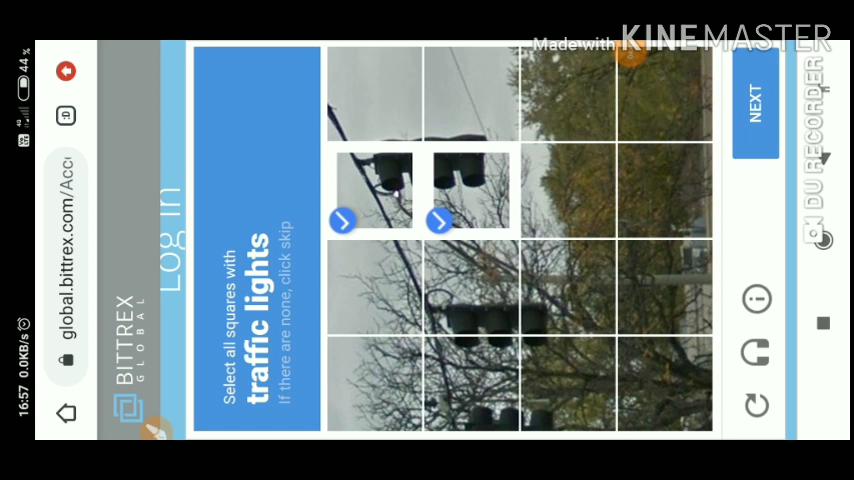 Made with KINEMASTER
DU RECORDER
16:57 0.0KB/s
4G
44 %
global.bittrex.com/Acc
:D
BITTREX
GLOBAL
Log in
Select all squares with
traffic lights
If there are none, click skip
NEXT